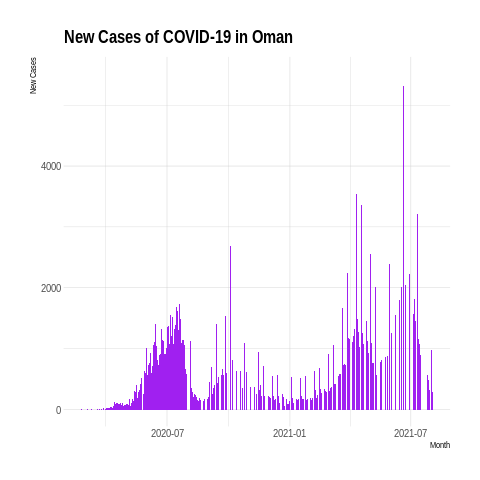 New Cases of COVID-19 in Oman
New Cases
4000
2000
0
2020-07
2021-01
2021-07
Month